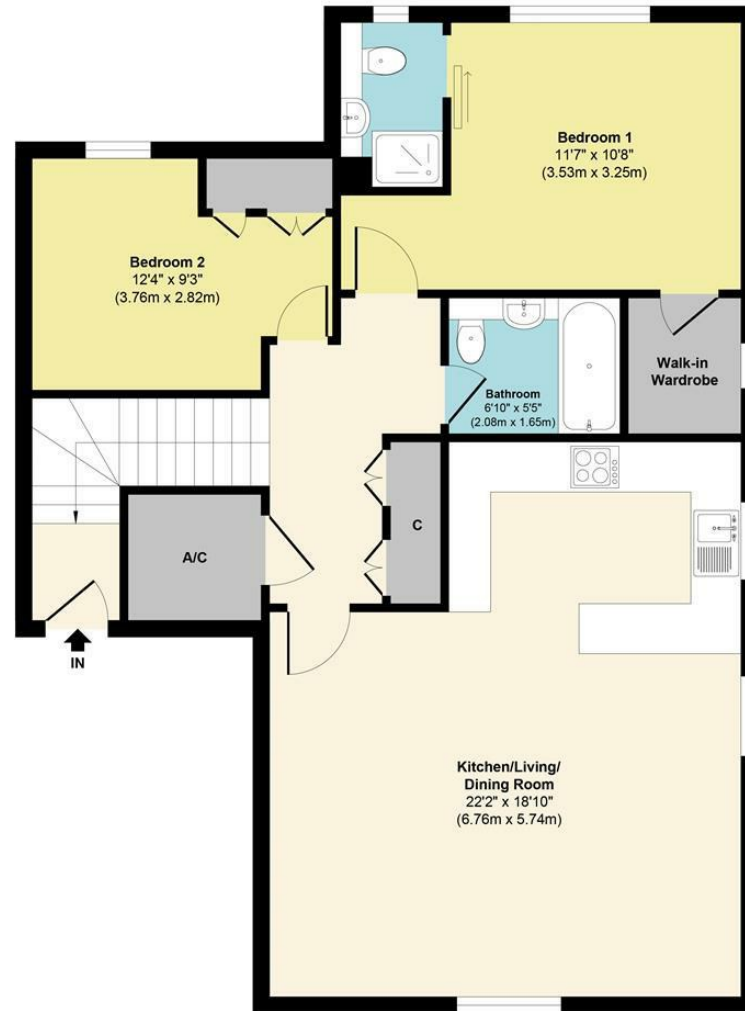 Bedroom 1
11'7" x 10'8"
(3.53m x 3.25m)
Bedroom 2
12'4" x 9'3"
(3.76m x 2.82m)
Walk-in
Wardrobe
Bathroom
6'10" x 5'5"
(2.08m x 1.65m)
A/C
C
IN
Kitchen/Living/
Dining Room
22'2" x 18'10"
(6.76m x 5.74m)